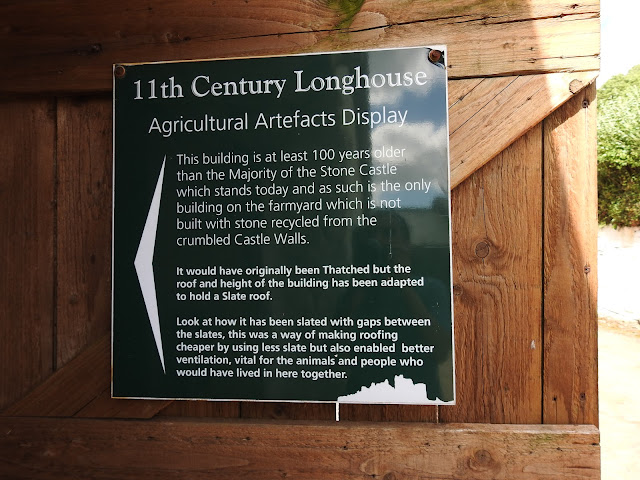 11th Century Longhouse
Agricultural Artefacts Display
This building is at least 100 years older
than the Majority of the Stone Castle
which stands today and as such is the only
building on the farmyard which is not
built with stone recycled from the
crumbled Castle Walls.
It would have originally been Thatched but the
roof and height of the building has been adapted
to hold a Slate roof.
Look at how it has been slated with gaps between
the slates, this was a way of making roofing
cheaper by using less slate but also enabled better
ventilation, vital for the animals and people who
would have lived in here together.